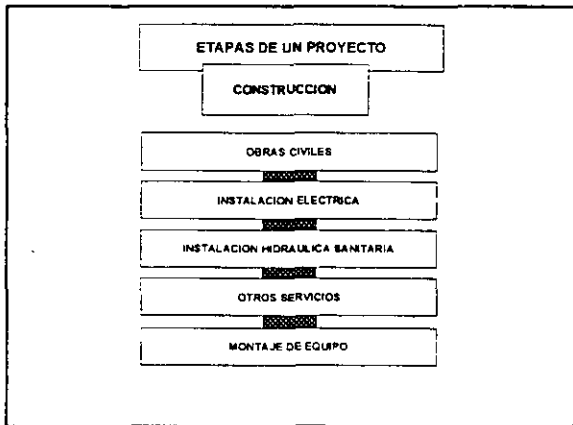 ETAPAS DE UN PROYECTO
CONSTRUCCION
OBRAS CIVILES
INSTALACION ELECTRICA
INSTALACION HIDRAULICA SANITARIA
OTROS SERVICIOS
MONTAJE DE EQUIPO